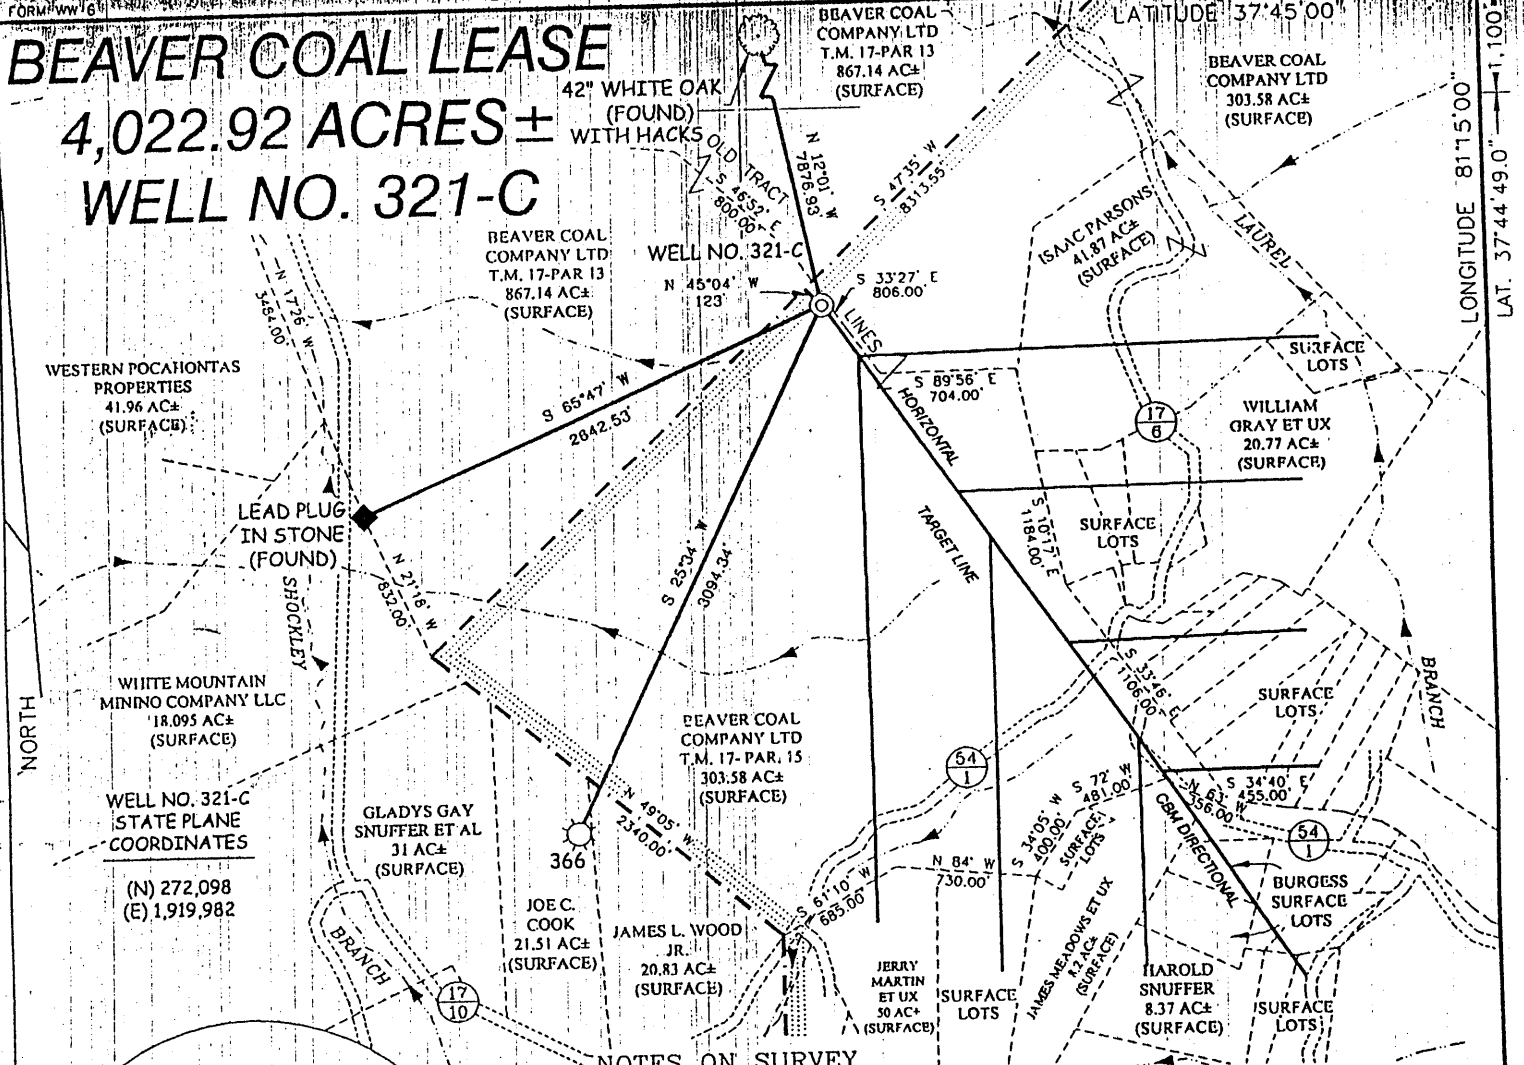 FORM WW 6
BEAVER COAL LEASE
4,022.92 ACRES ±
WELL NO. 321-C
42" WHITE OAK
(FOUND)
WITH HACKS
BEAVER COAL
COMPANY LTD
T.M. 17-PAR 13
867.14 AC±
(SURFACE)
LATITUDE 37°45'00"
BEAVER COAL
COMPANY LTD
303.58 AC±
(SURFACE)
1,100'
LONGITUDE 81°15'00"
LAT. 37°44'49.0"
OLD TRACT
LINES
S 46°52' E
800.00'
N 12°01' W
7876.93'
S 47°35' W
8313.55'
ISAAC PARSONS
41.87 AC±
(SURFACE)
LAUREL
BRANCH
BEAVER COAL
COMPANY LTD
T.M. 17-PAR 13
867.14 AC±
(SURFACE)
WELL NO. 321-C
N 45°04' W
123'
S 33°27' E
806.00'
N 17°26' W
3484.00'
WESTERN POCAHONTAS
PROPERTIES
41.96 AC±
(SURFACE)
S 65°47' W
2642.53'
S 89°56' E
704.00'
SURFACE
LOTS
17
6
WILLIAM
GRAY ET UX
20.77 AC±
(SURFACE)
HORIZONTAL
TARGET LINE
LEAD PLUG
IN STONE
(FOUND)
S 25°34' W
3094.34'
S 10°17' E
1184.00'
SURFACE
LOTS
N 21°18' W
832.00'
SHOCKLEY
BRANCH
S 33°46' E
1106.00'
SURFACE
LOTS
NORTH
WHITE MOUNTAIN
MINING COMPANY LLC
18.095 AC±
(SURFACE)
BEAVER COAL
COMPANY LTD
T.M. 17- PAR. 15
303.58 AC±
(SURFACE)
54
1
S 72° W
481.00'
S 34°05' W
400.00'
SURFACE
LOTS
N 63° W
356.00'
S 34°40' E
455.00'
CBM DIRECTIONAL
54
1
WELL NO. 321-C
STATE PLANE
COORDINATES
(N) 272,098
(E) 1,919,982
GLADYS GAY
SNUFFER ET AL
31 AC±
(SURFACE)
366
N 49°05' W
2340.00'
N 84° W
730.00'
S 61°10' W
685.00'
BURGESS
SURFACE
LOTS
JOE C.
COOK
21.51 AC±
(SURFACE)
JAMES L. WOOD
JR.
20.83 AC±
(SURFACE)
JERRY
MARTIN
ET UX
50 AC+
(SURFACE)
SURFACE
LOTS
JAMES MEADOWS ET UX
8.2 AC±
(SURFACE)
HAROLD
SNUFFER
8.37 AC±
(SURFACE)
SURFACE
LOTS
17
10
NOTES ON SURVEY